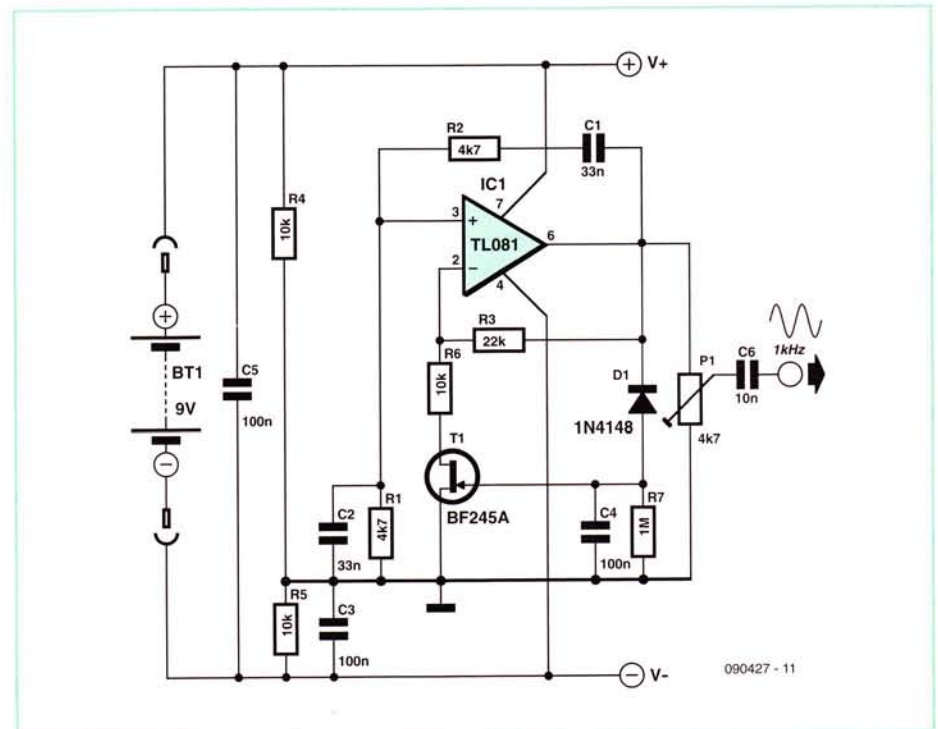 V+
R2
4k7
C1
33n
IC1
7
3
+
TL081
6
2
−
4
R4
10k
R3
22k
R6
10k
D1
1N4148
1kHz
P1
C6
10n
4k7
BT1
9V
C5
100n
T1
BF245A
C2
33n
R1
4k7
C4
100n
R7
1M
R5
10k
C3
100n
V-
090427 - 11